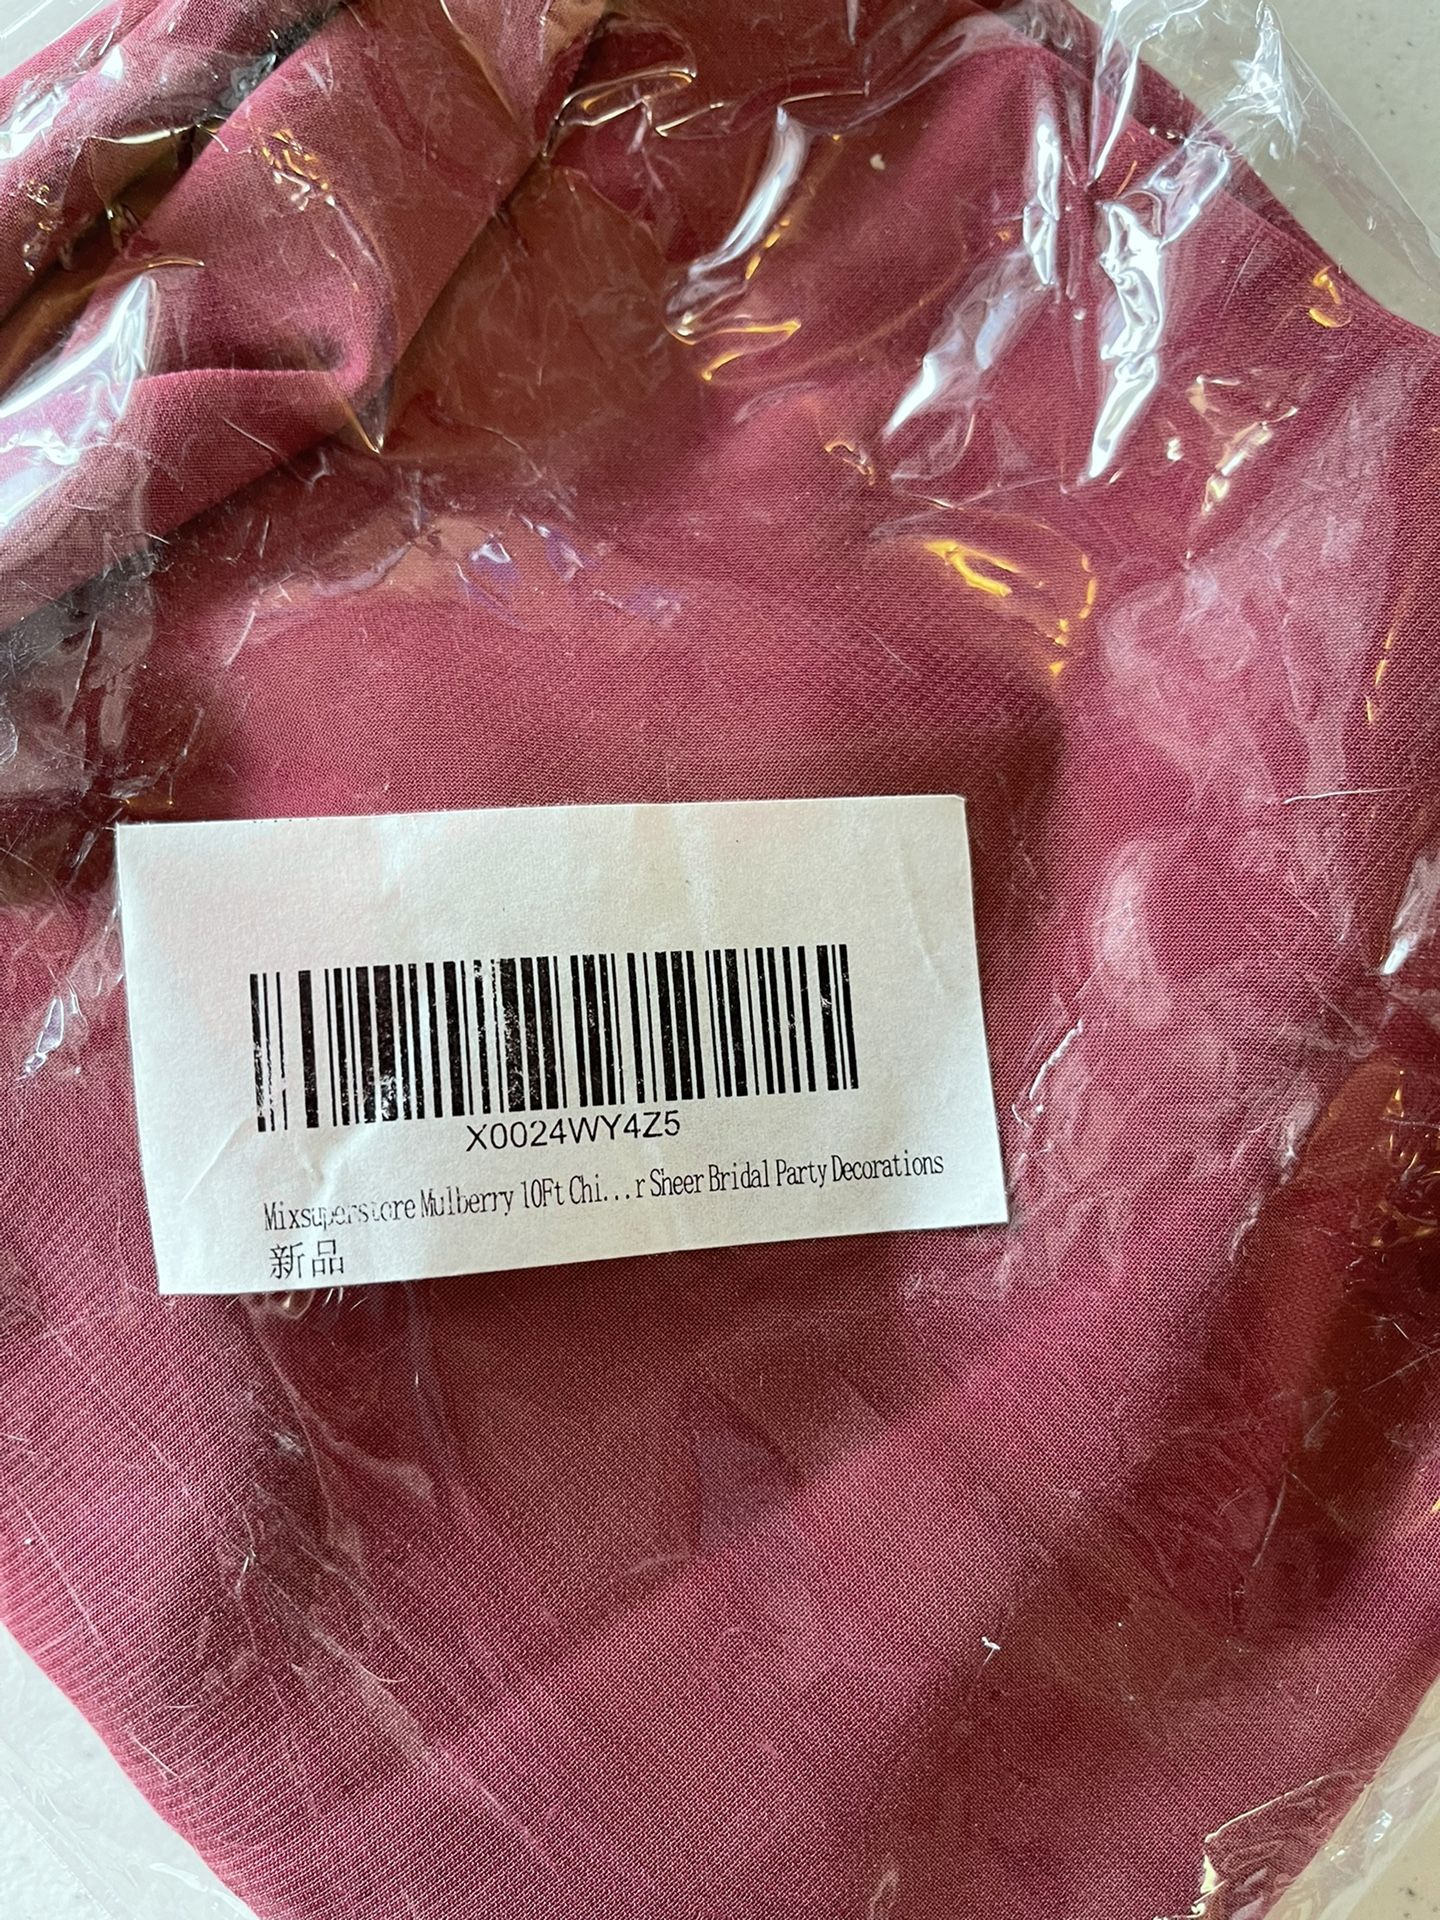 X0024WY4Z5
Mixsuperstore Mulberry 10Ft Chi...r Sheer Bridal Party Decorations
新品